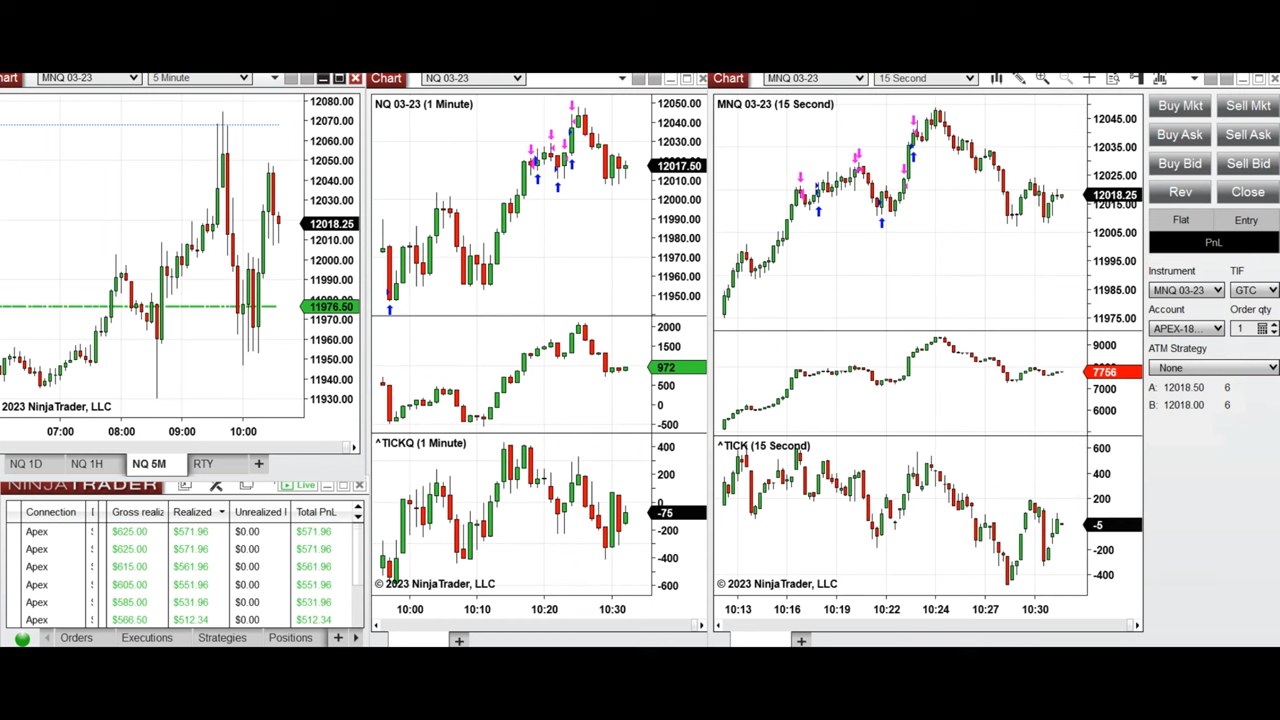 Chart MNQ 03-23 5 Minute
12080.00
12070.00
12060.00
12050.00
12040.00
12030.00
12018.25
12010.00
12000.00
11990.00
11976.50
11970.00
11960.00
11950.00
11940.00
11930.00
2023 NinjaTrader, LLC
07:00 08:00 09:00 10:00
NQ 1D NQ 1H NQ 5M RTY +
NINJATRADER Live
Connection Gross realiz Realized Unrealized Total PnL
Apex $625.00 $571.96 $0.00 $571.96
Apex $625.00 $571.96 $0.00 $571.96
Apex $615.00 $561.96 $0.00 $561.96
Apex $605.00 $551.96 $0.00 $551.96
Apex $585.00 $531.96 $0.00 $531.96
Apex $566.50 $512.34 $0.00 $512.34
Orders Executions Strategies Positions +
Chart NQ 03-23
NQ 03-23 (1 Minute)
12050.00
12040.00
12030.00
12017.50
12010.00
11990.00
11980.00
11970.00
11960.00
11950.00
2000
1500
972
500
0
-500
^TICKQ (1 Minute)
400
200
0
-75
-200
-400
-600
© 2023 NinjaTrader, LLC
10:00 10:10 10:20 10:30
+
Chart MNQ 03-23 15 Second
MNQ 03-23 (15 Second)
12045.00
12035.00
12025.00
12018.25
12015.00
12005.00
11995.00
11985.00
11975.00
9000
7756
7000
6000
^TICK (15 Second)
600
400
200
-5
-200
-400
© 2023 NinjaTrader, LLC
10:13 10:16 10:19 10:22 10:24 10:27 10:30
+
Buy Mkt Sell Mkt
Buy Ask Sell Ask
Buy Bid Sell Bid
Rev Close
Flat Entry
PnL
Instrument TIF
MNQ 03-23 GTC
Account Order qty
APEX-18... 1
ATM Strategy
None
A: 12018.50 6
B: 12018.00 6